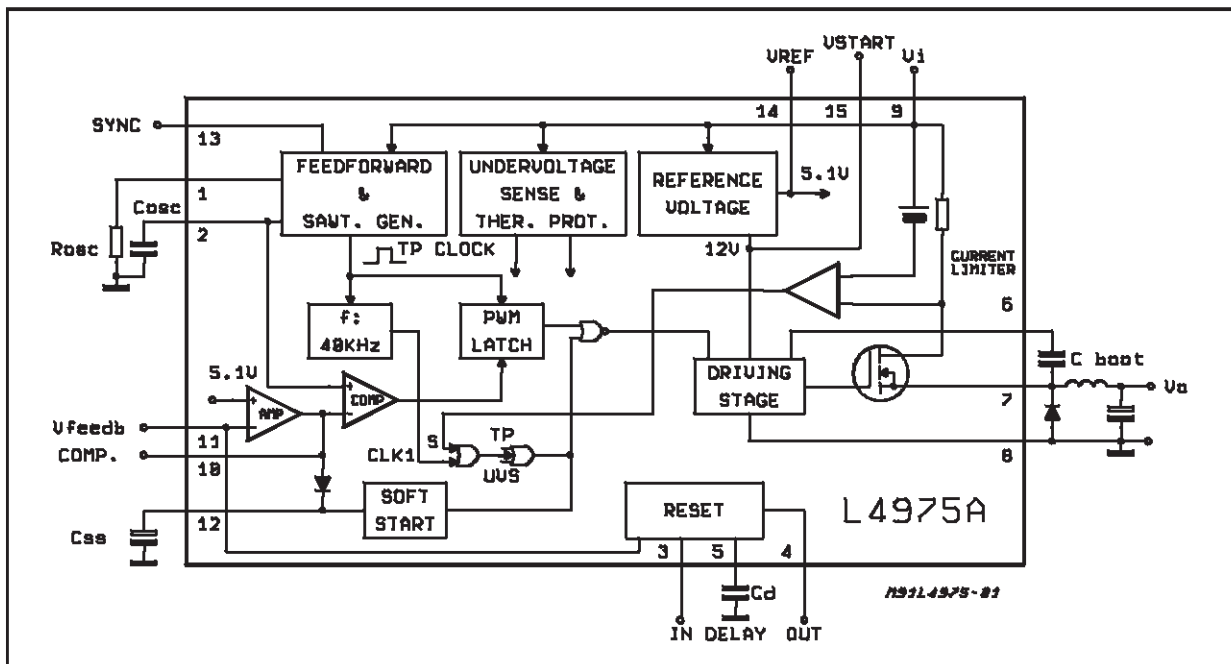 VREF
VSTART
Vi
14
15
9
SYNC
13
FEEDFORWARD
&
SAWT. GEN.
UNDERVOLTAGE
SENSE &
THER. PROT.
REFERENCE
VOLTAGE
5.1V
1
Cosc
2
Rosc
TP CLOCK
12V
CURRENT
LIMITER
6
f:
40KHz
PWM
LATCH
C boot
5.1V
+
AMP
-
+
COMP
-
DRIVING
STAGE
7
Vo
Vfeedb
11
COMP.
10
S
CLK1
TP
UVS
8
SOFT
START
12
Css
RESET
L4975A
3
5
4
Cd
M91L4975-01
IN
DELAY
OUT